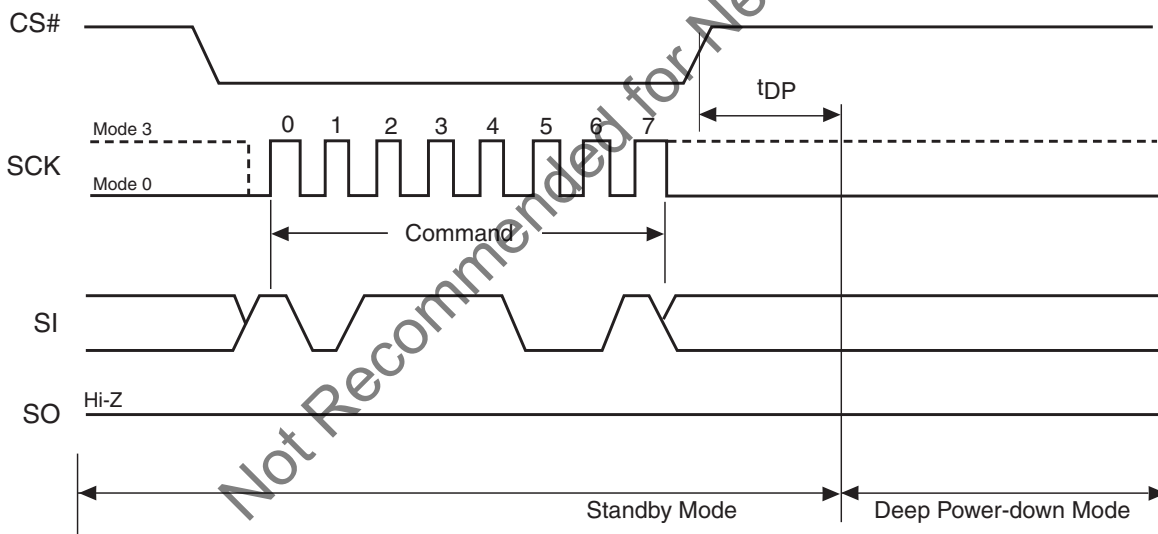 CS#
tDP
Mode 3
0 1 2 3 4 5 6 7
SCK
Mode 0
Command
SI
Hi-Z
SO
Standby Mode
Deep Power-down Mode
Not Recommended for Ne